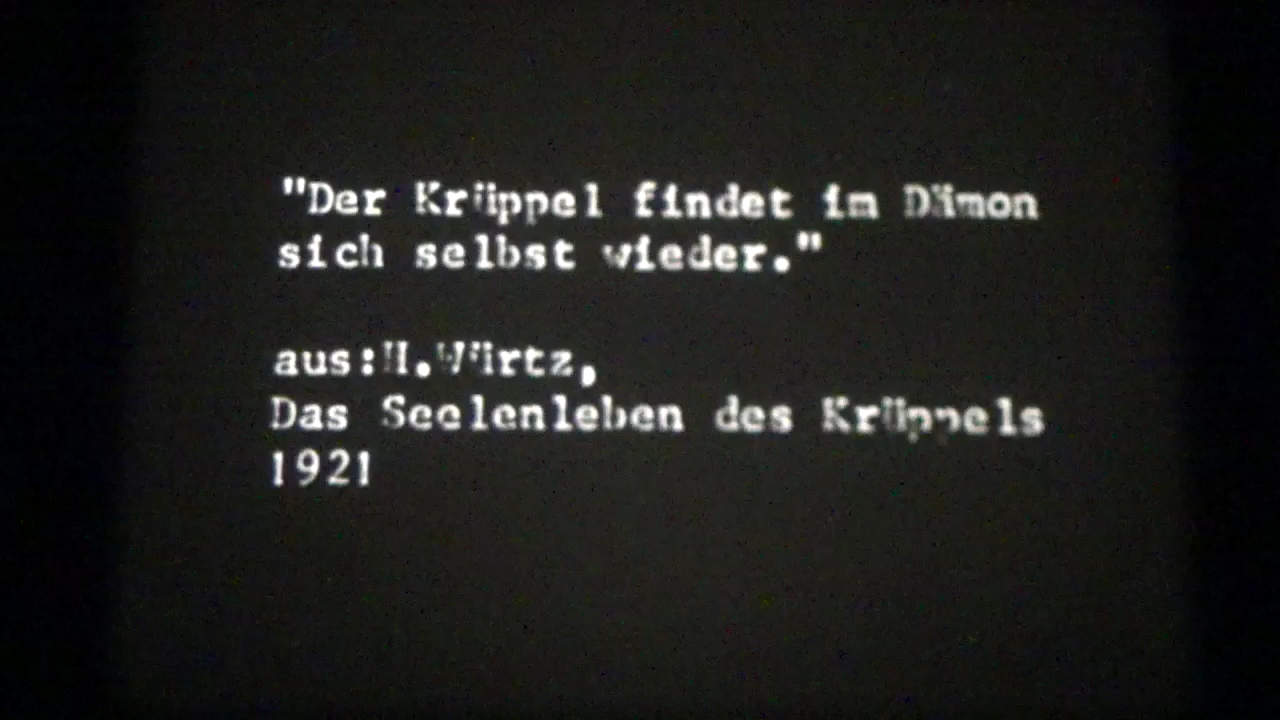 "Der Krüppel findet im Dämon
sich selbst wieder."
aus:H.Würtz,
Das Seelenleben des Krüppels
1921